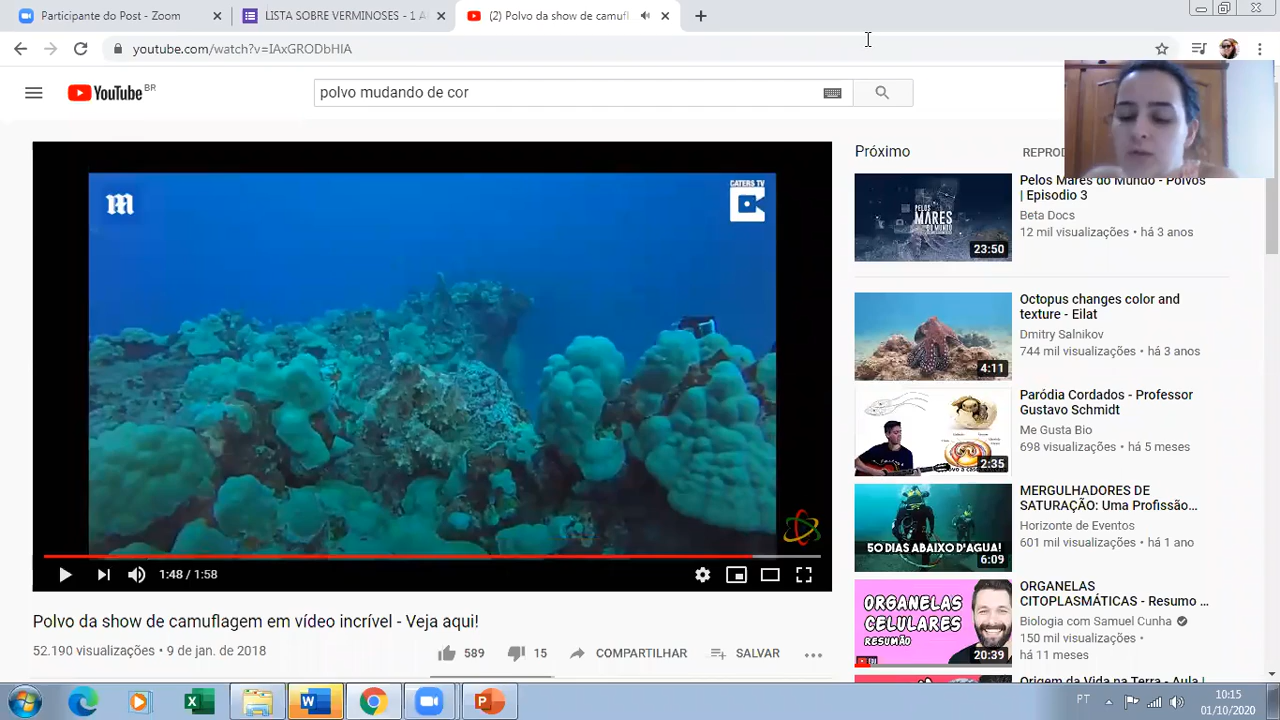 Participante do Post - Zoom
LISTA SOBRE VERMINOSES - 1 A
(2) Polvo da show de camufl
youtube.com/watch?v=IAxGRODbHIA
YouTube BR
polvo mudando de cor
CATERS TV
1:48 / 1:58
Polvo da show de camuflagem em vídeo incrível - Veja aqui!
52.190 visualizações • 9 de jan. de 2018
589
15
COMPARTILHAR
SALVAR
Próximo
REPROD
PELOS
MARES
DO MUNDO
23:50
Pelos Mares do Mundo - Polvos
| Episodio 3
Beta Docs
12 mil visualizações • há 3 anos
4:11
Octopus changes color and
texture - Eilat
Dmitry Salnikov
744 mil visualizações • há 3 anos
2:35
Paródia Cordados - Professor
Gustavo Schmidt
Me Gusta Bio
698 visualizações • há 5 meses
50 DIAS ABAIXO D'AGUA!
6:09
MERGULHADORES DE
SATURAÇÃO: Uma Profissão...
Horizonte de Eventos
601 mil visualizações • há 1 ano
ORGANELAS
CELULARES
RESUMÃO
20:39
ORGANELAS
CITOPLASMÁTICAS - Resumo ...
Biologia com Samuel Cunha
150 mil visualizações •
há 11 meses
Origem da Vida na Terra - Aula |
PT
10:15
01/10/2020